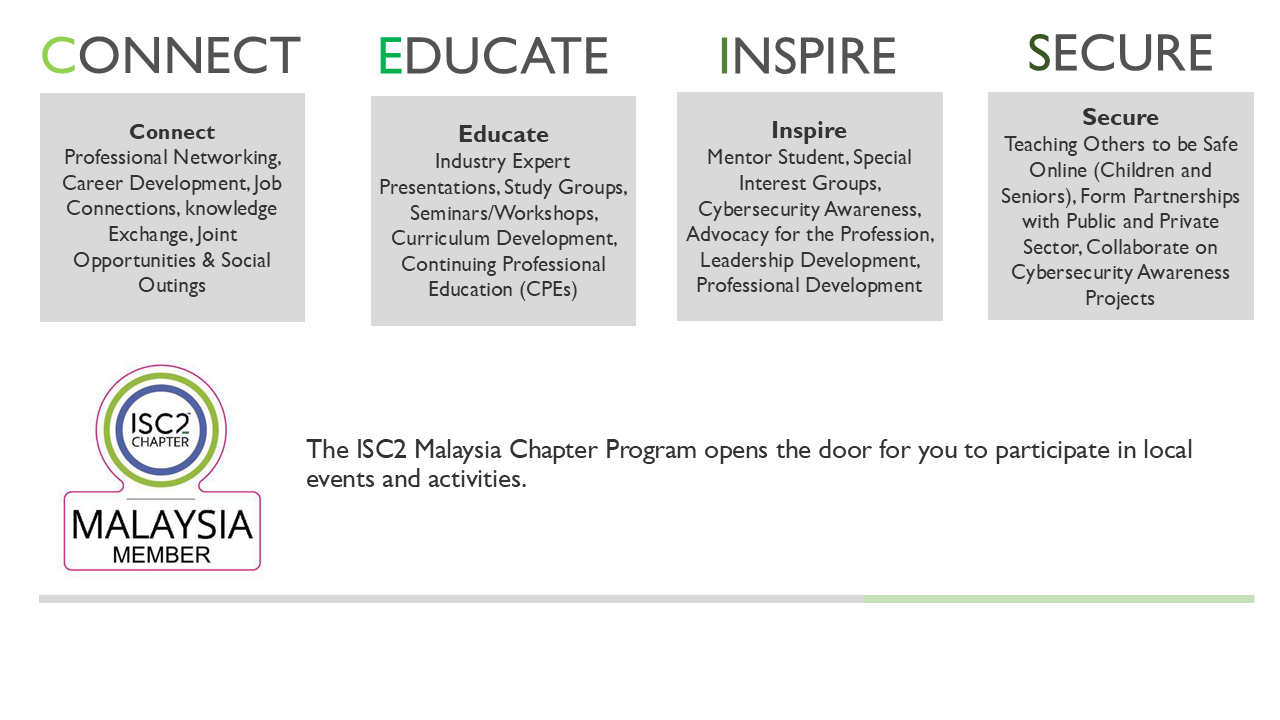 CONNECT
EDUCATE
INSPIRE
SECURE
Connect
Professional Networking,
Career Development, Job
Connections, knowledge
Exchange, Joint
Opportunities & Social
Outings
Educate
Industry Expert
Presentations, Study Groups,
Seminars/Workshops,
Curriculum Development,
Continuing Professional
Education (CPEs)
Inspire
Mentor Student, Special
Interest Groups,
Cybersecurity Awareness,
Advocacy for the Profession,
Leadership Development,
Professional Development
Secure
Teaching Others to be Safe
Online (Children and
Seniors), Form Partnerships
with Public and Private
Sector, Collaborate on
Cybersecurity Awareness
Projects
ISC2™
CHAPTER
MALAYSIA
MEMBER
The ISC2 Malaysia Chapter Program opens the door for you to participate in local
events and activities.